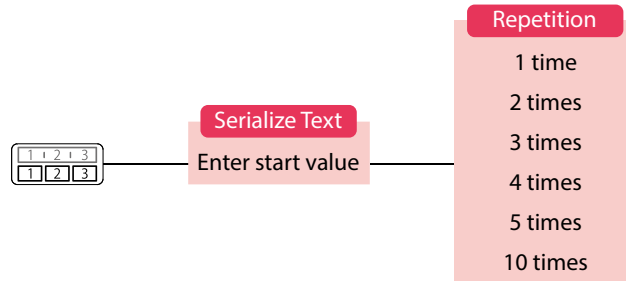 Repetition
1 time
2 times
Serialize Text
3 times
Enter start value
1 2 3
1 2 3
4 times
5 times
10 times